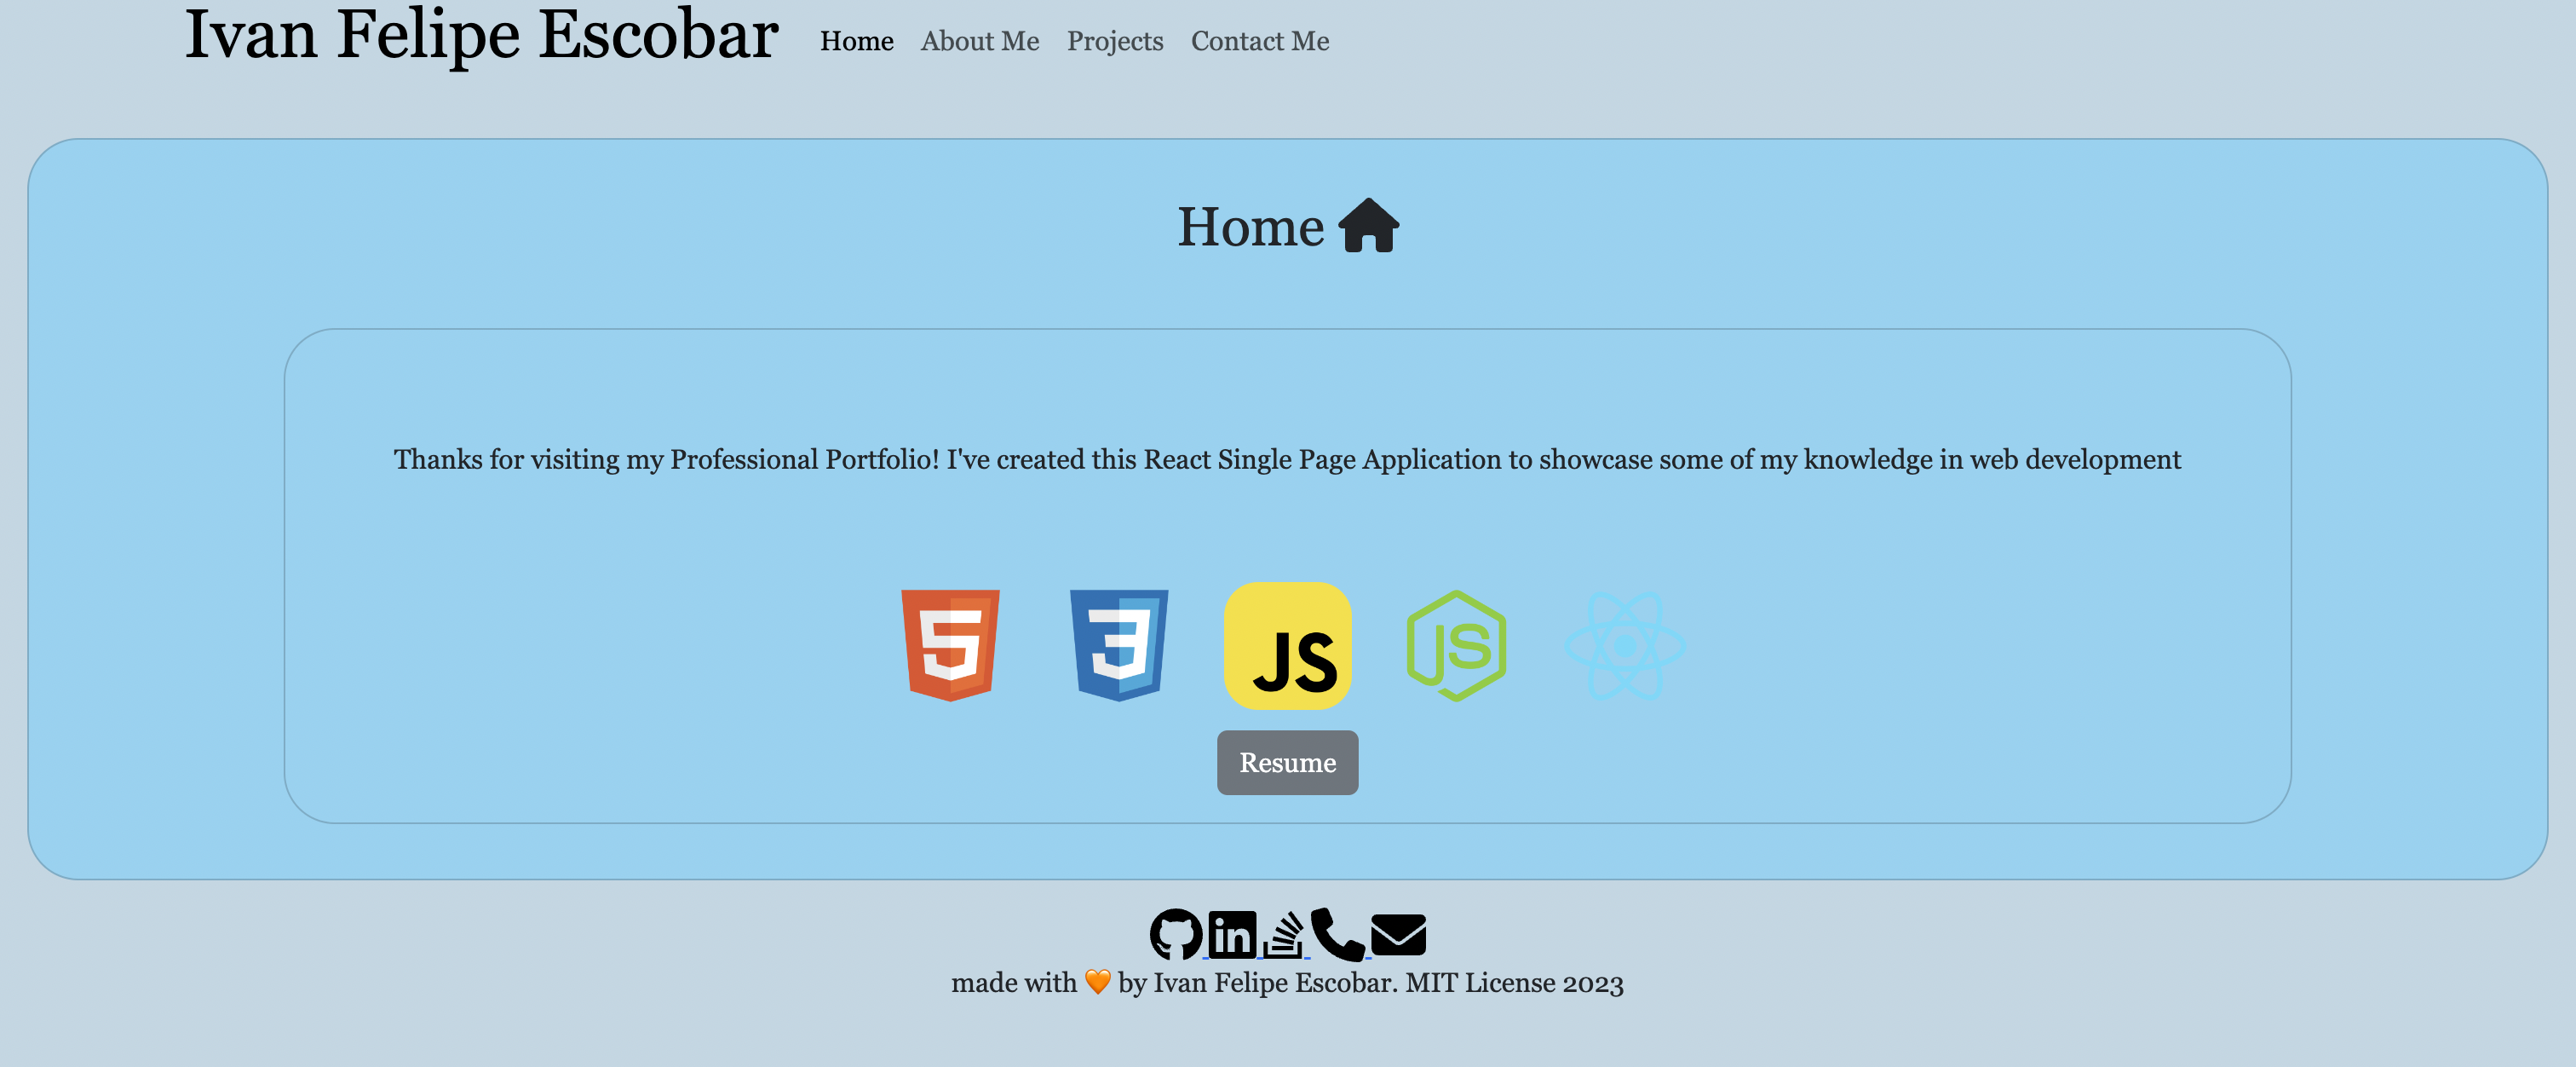 Ivan Felipe Escobar Home About Me Projects Contact Me
Home
Thanks for visiting my Professional Portfolio! I've created this React Single Page Application to showcase some of my knowledge in web development
5 3 JS JS
Resume
in
made with 🧡 by Ivan Felipe Escobar. MIT License 2023